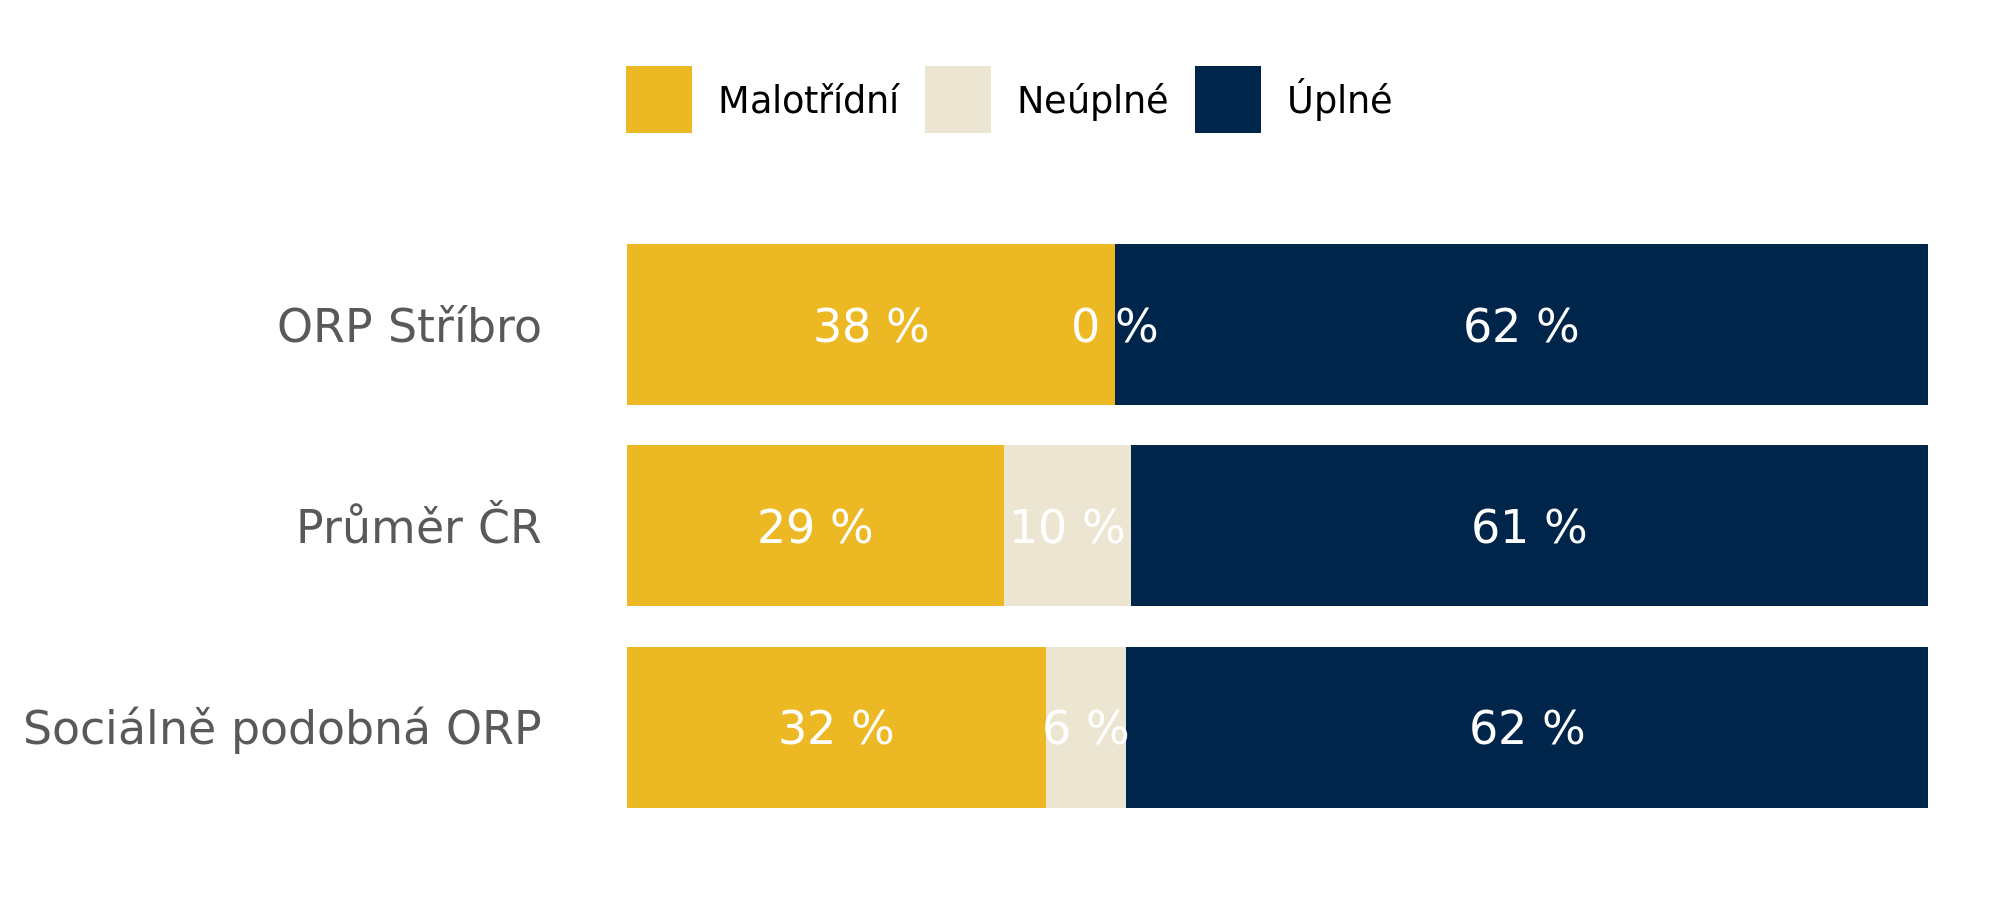 Malotřídní Neúplné Úplné
ORP Stříbro 38 % 0 % 62 %
Průměr ČR 29 % 10 % 61 %
Sociálně podobná ORP 32 % 6 % 62 %